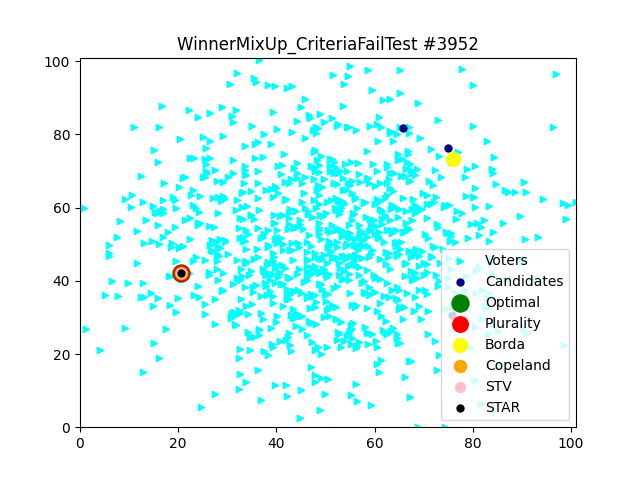 WinnerMixUp_CriteriaFailTest #3952
100
80
60
40
20
0
0 20 40 60 80 100
Voters
Candidates
Optimal
Plurality
Borda
Copeland
STV
STAR